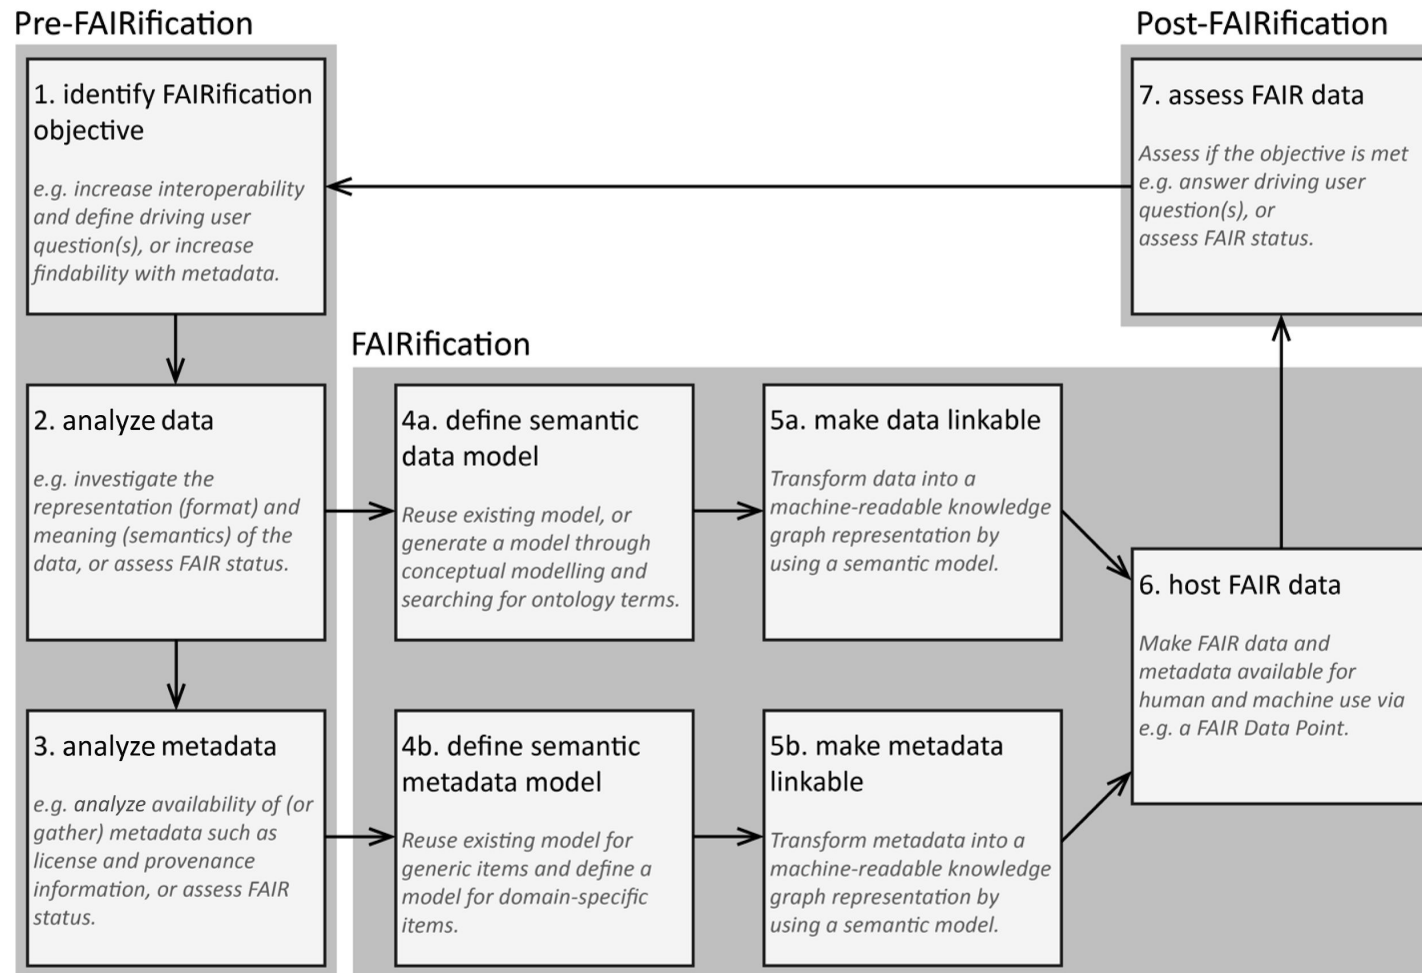 Pre-FAIRification
1. identify FAIRification
objective
e.g. increase interoperability
and define driving user
question(s), or increase
findability with metadata.
2. analyze data
e.g. investigate the
representation (format) and
meaning (semantics) of the
data, or assess FAIR status.
3. analyze metadata
e.g. analyze availability of (or
gather) metadata such as
license and provenance
information, or assess FAIR
status.
FAIRification
4a. define semantic
data model
Reuse existing model, or
generate a model through
conceptual modelling and
searching for ontology terms.
5a. make data linkable
Transform data into a
machine-readable knowledge
graph representation by
using a semantic model.
4b. define semantic
metadata model
Reuse existing model for
generic items and define a
model for domain-specific
items.
5b. make metadata
linkable
Transform metadata into a
machine-readable knowledge
graph representation by
using a semantic model.
6. host FAIR data
Make FAIR data and
metadata available for
human and machine use via
e.g. a FAIR Data Point.
Post-FAIRification
7. assess FAIR data
Assess if the objective is met
e.g. answer driving user
question(s), or
assess FAIR status.